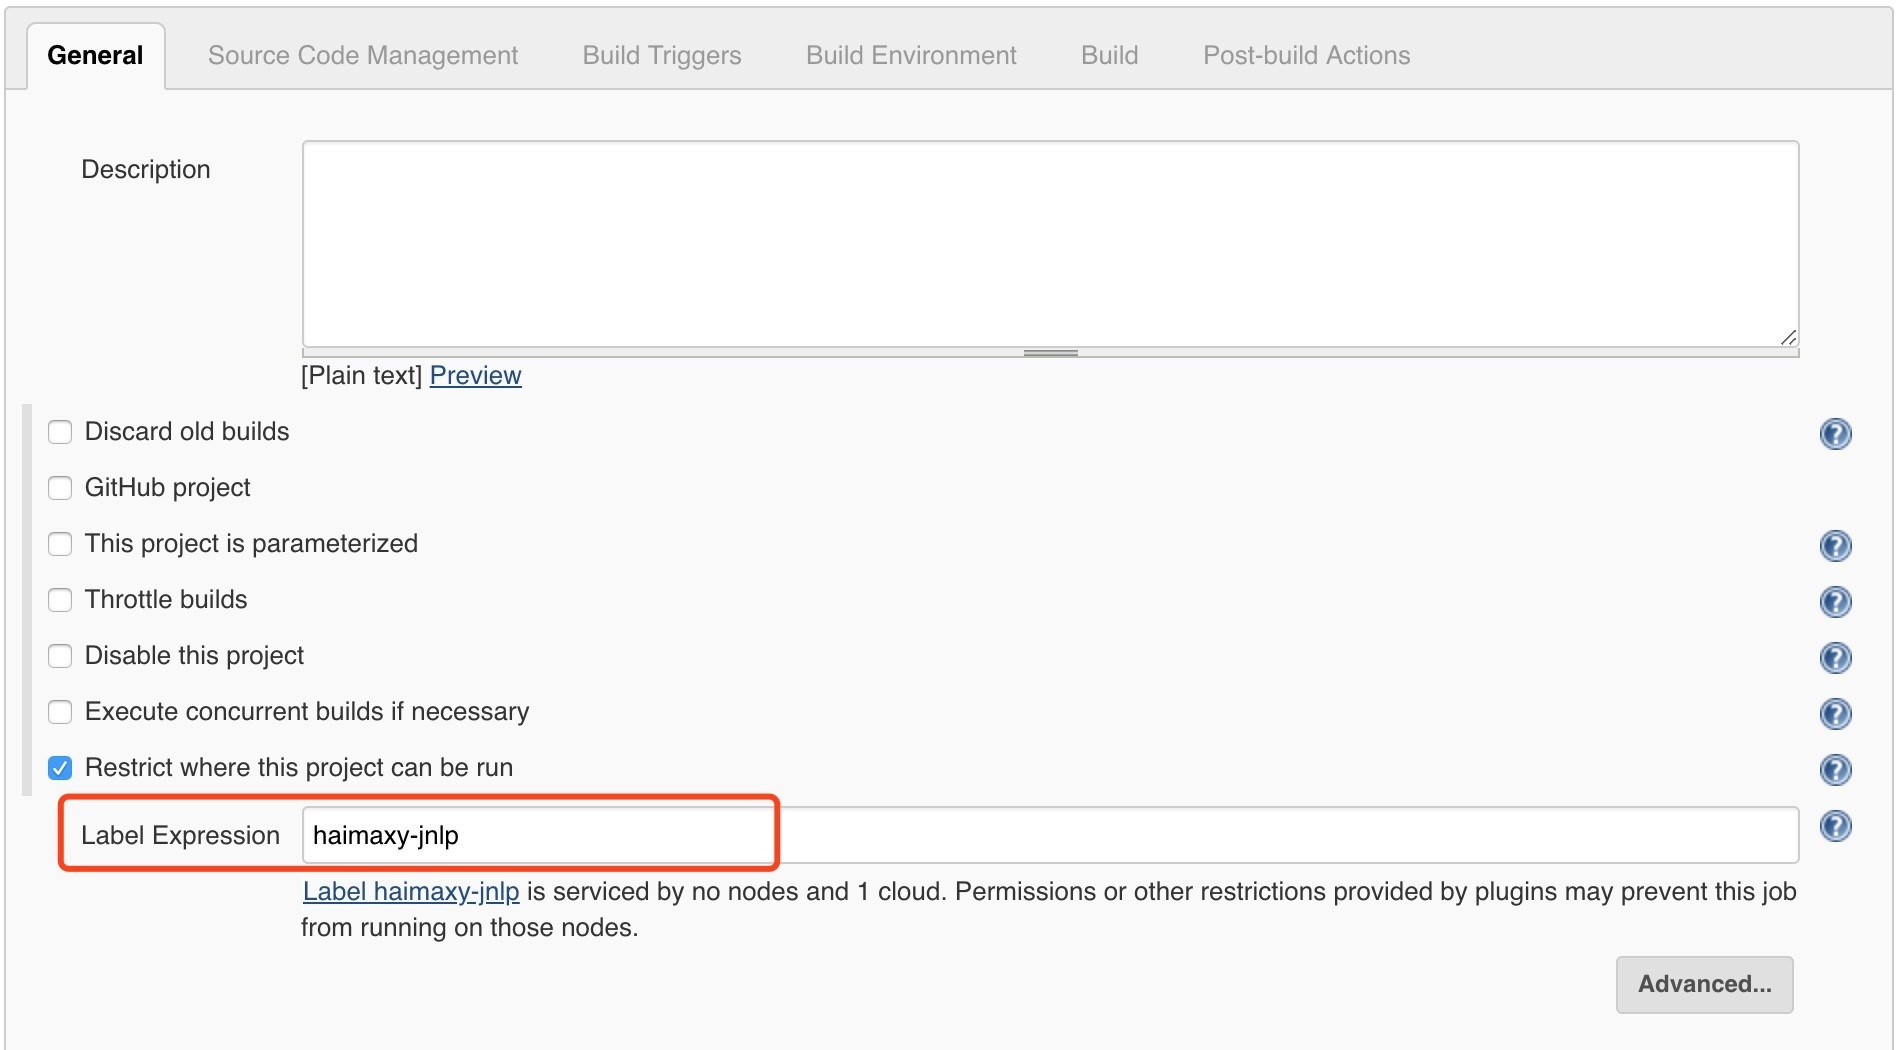 General Source Code Management Build Triggers Build Environment Build Post-build Actions
Description
[Plain text] Preview
Discard old builds
GitHub project
This project is parameterized
Throttle builds
Disable this project
Execute concurrent builds if necessary
Restrict where this project can be run
Label Expression haimaxy-jnlp
Label haimaxy-jnlp is serviced by no nodes and 1 cloud. Permissions or other restrictions provided by plugins may prevent this job
from running on those nodes.
Advanced...